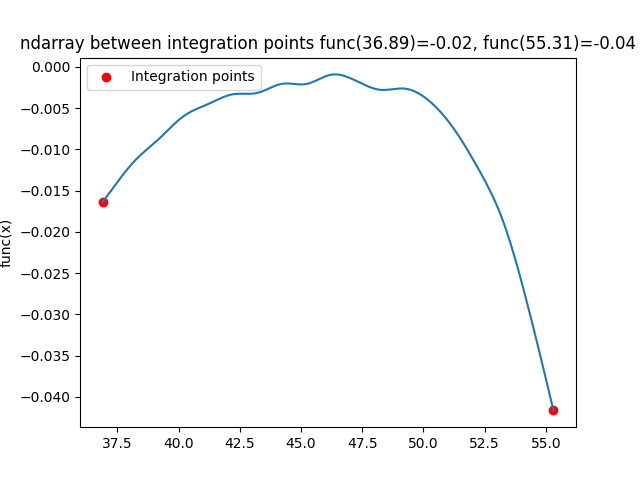 ndarray between integration points func(36.89)=-0.02, func(55.31)=-0.04
Integration points
0.000
−0.005
−0.010
−0.015
−0.020
−0.025
−0.030
−0.035
−0.040
func(x)
37.5 40.0 42.5 45.0 47.5 50.0 52.5 55.0